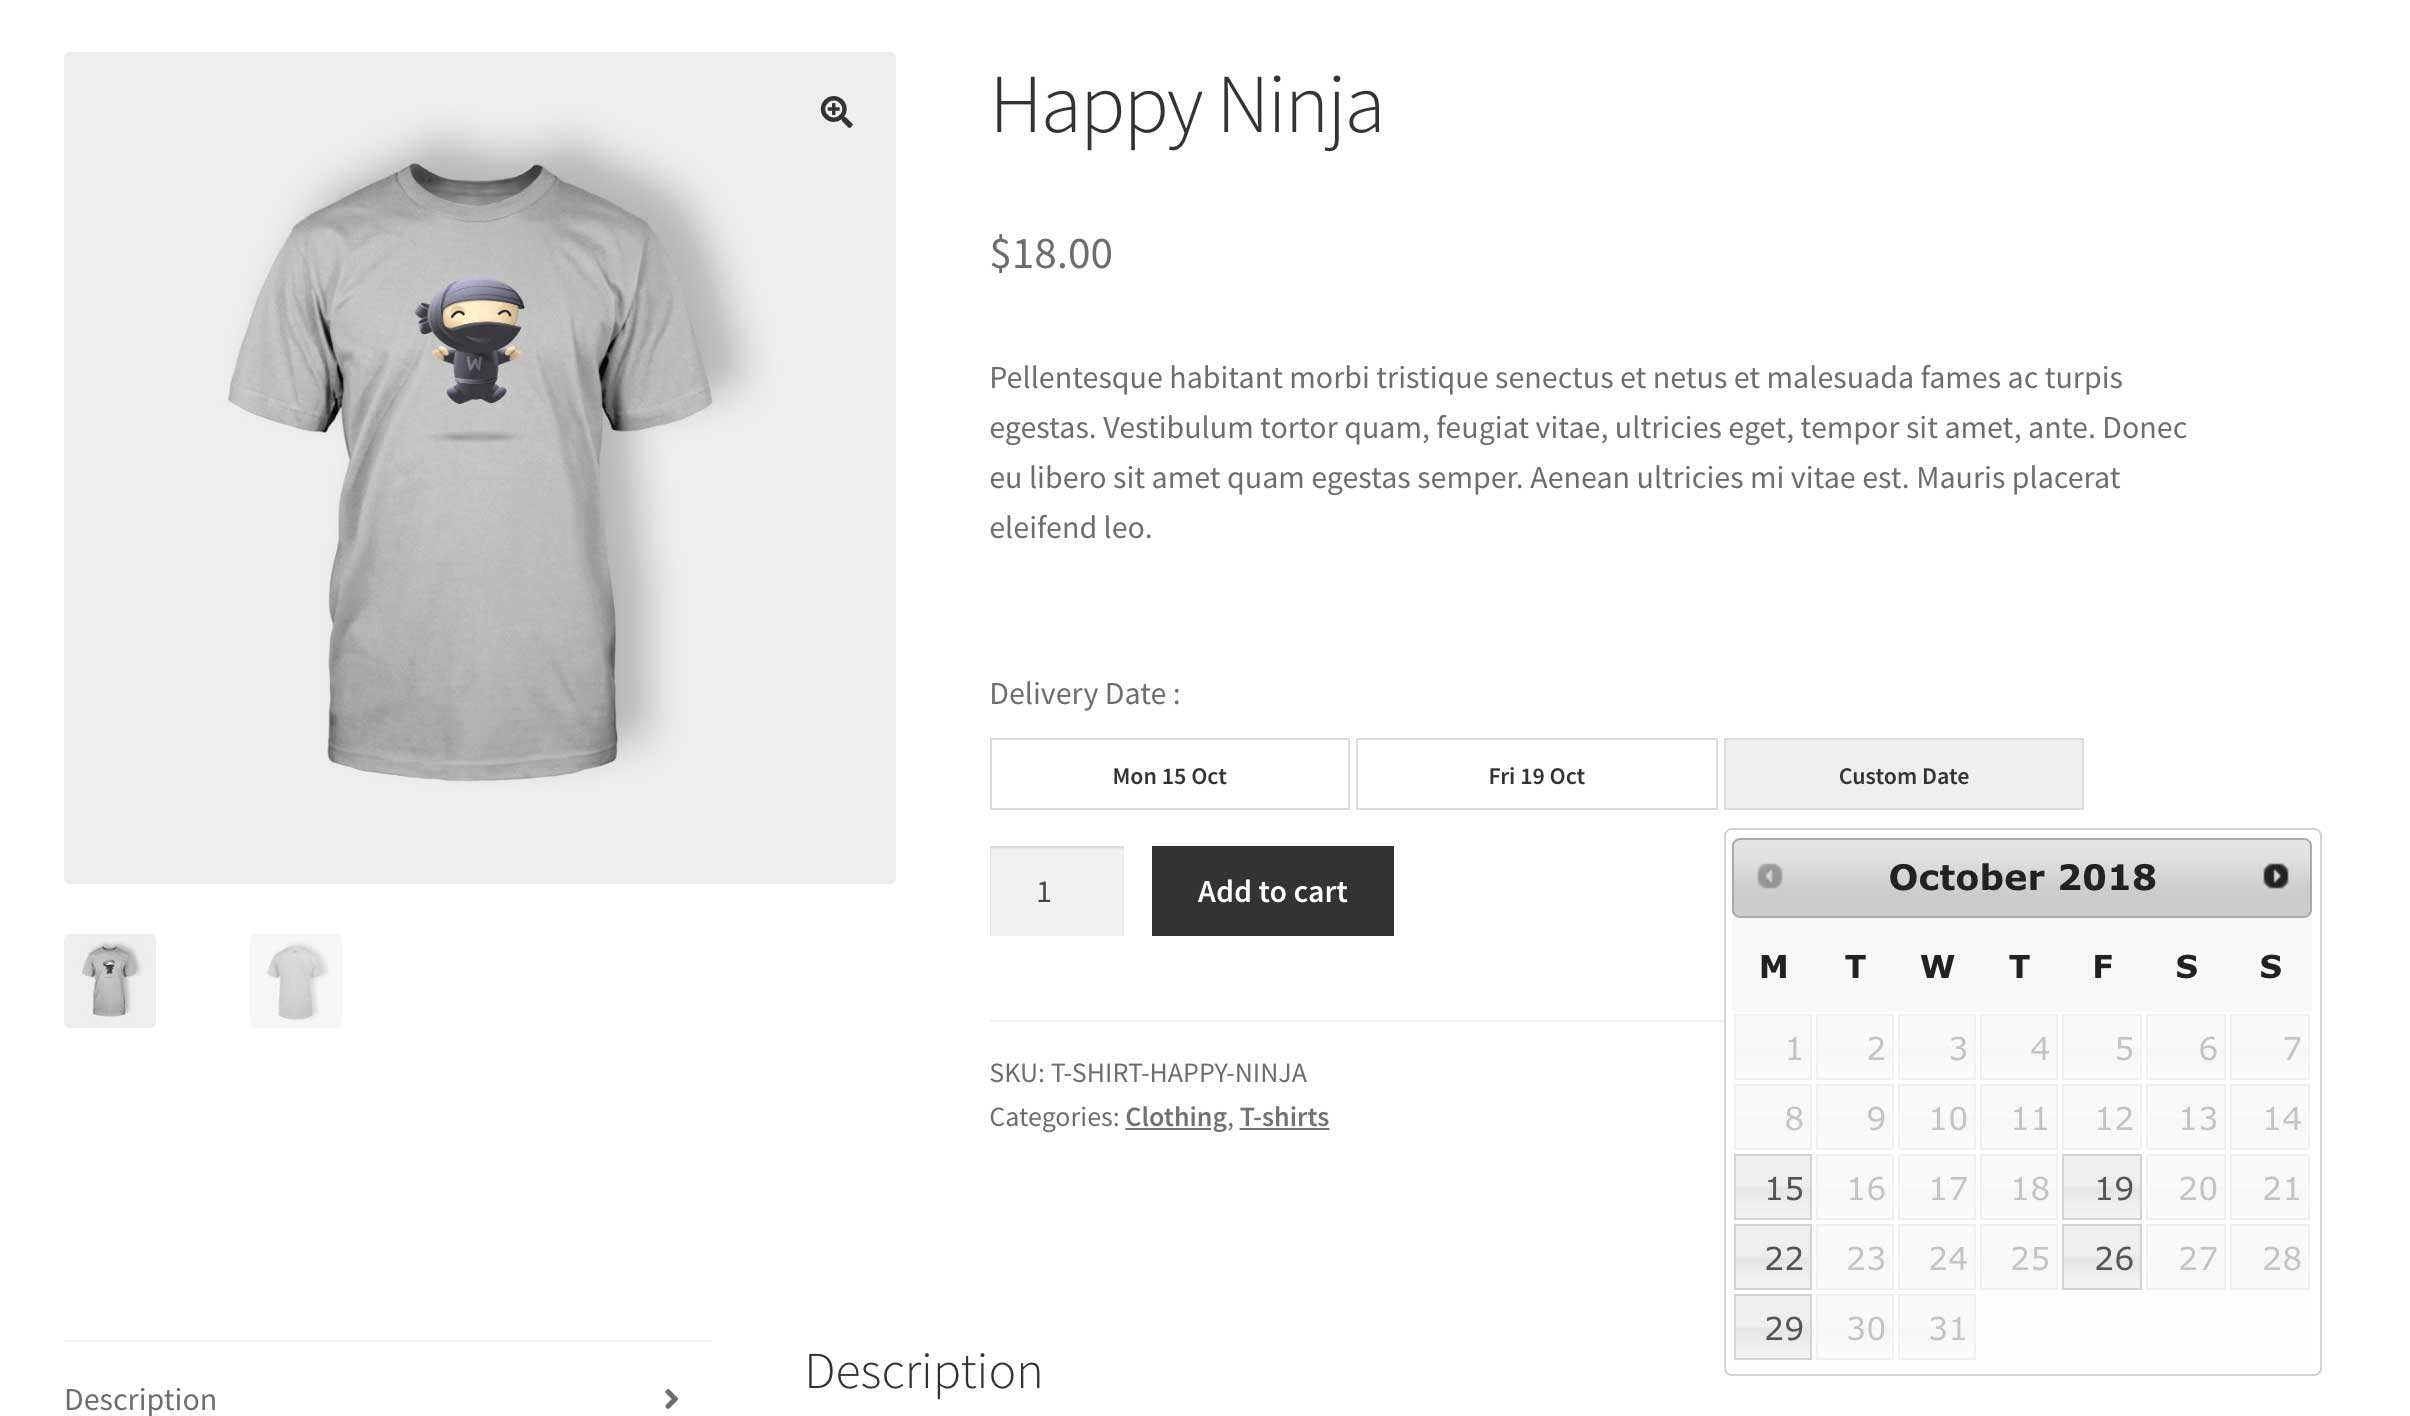 Happy Ninja
$18.00
Pellentesque habitant morbi tristique senectus et netus et malesuada fames ac turpis
egestas. Vestibulum tortor quam, feugiat vitae, ultricies eget, tempor sit amet, ante. Donec
eu libero sit amet quam egestas semper. Aenean ultricies mi vitae est. Mauris placerat
eleifend leo.
W
Delivery Date :
Mon 15 Oct Fri 19 Oct Custom Date
1 Add to cart
October 2018
M T W T F S S
1 2 3 4 5 6 7
8 9 10 11 12 13 14
15 16 17 18 19 20 21
22 23 24 25 26 27 28
29 30 31
SKU: T-SHIRT-HAPPY-NINJA
Categories: Clothing, T-shirts
Description
Description